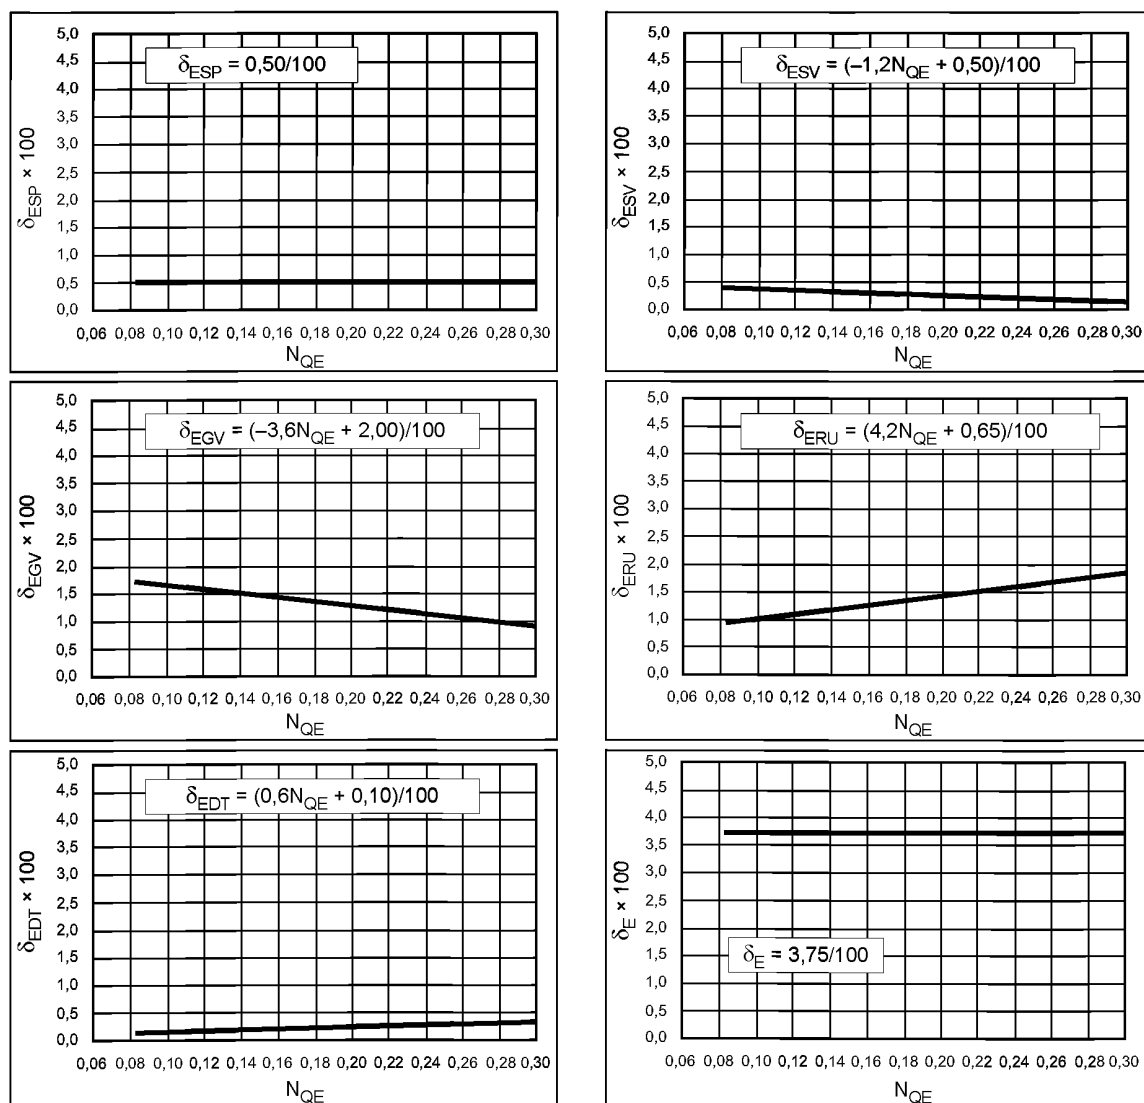 5,0
4,5
4,0
3,5
3,0
2,5
2,0
1,5
1,0
0,5
0,0
δESP × 100
δESP = 0,50/100
0,06 0,08 0,10 0,12 0,14 0,16 0,18 0,20 0,22 0,24 0,26 0,28 0,30
NQE
5,0
4,5
4,0
3,5
3,0
2,5
2,0
1,5
1,0
0,5
0,0
δESV × 100
δESV = (–1,2NQE + 0,50)/100
0,06 0,08 0,10 0,12 0,14 0,16 0,18 0,20 0,22 0,24 0,26 0,28 0,30
NQE
5,0
4,5
4,0
3,5
3,0
2,5
2,0
1,5
1,0
0,5
0,0
δEGV × 100
δEGV = (–3,6NQE + 2,00)/100
0,06 0,08 0,10 0,12 0,14 0,16 0,18 0,20 0,22 0,24 0,26 0,28 0,30
NQE
5,0
4,5
4,0
3,5
3,0
2,5
2,0
1,5
1,0
0,5
0,0
δERU × 100
δERU = (4,2NQE + 0,65)/100
0,06 0,08 0,10 0,12 0,14 0,16 0,18 0,20 0,22 0,24 0,26 0,28 0,30
NQE
5,0
4,5
4,0
3,5
3,0
2,5
2,0
1,5
1,0
0,5
0,0
δEDT × 100
δEDT = (0,6NQE + 0,10)/100
0,06 0,08 0,10 0,12 0,14 0,16 0,18 0,20 0,22 0,24 0,26 0,28 0,30
NQE
5,0
4,5
4,0
3,5
3,0
2,5
2,0
1,5
1,0
0,5
0,0
δE × 100
δE = 3,75/100
0,06 0,08 0,10 0,12 0,14 0,16 0,18 0,20 0,22 0,24 0,26 0,28 0,30
NQE